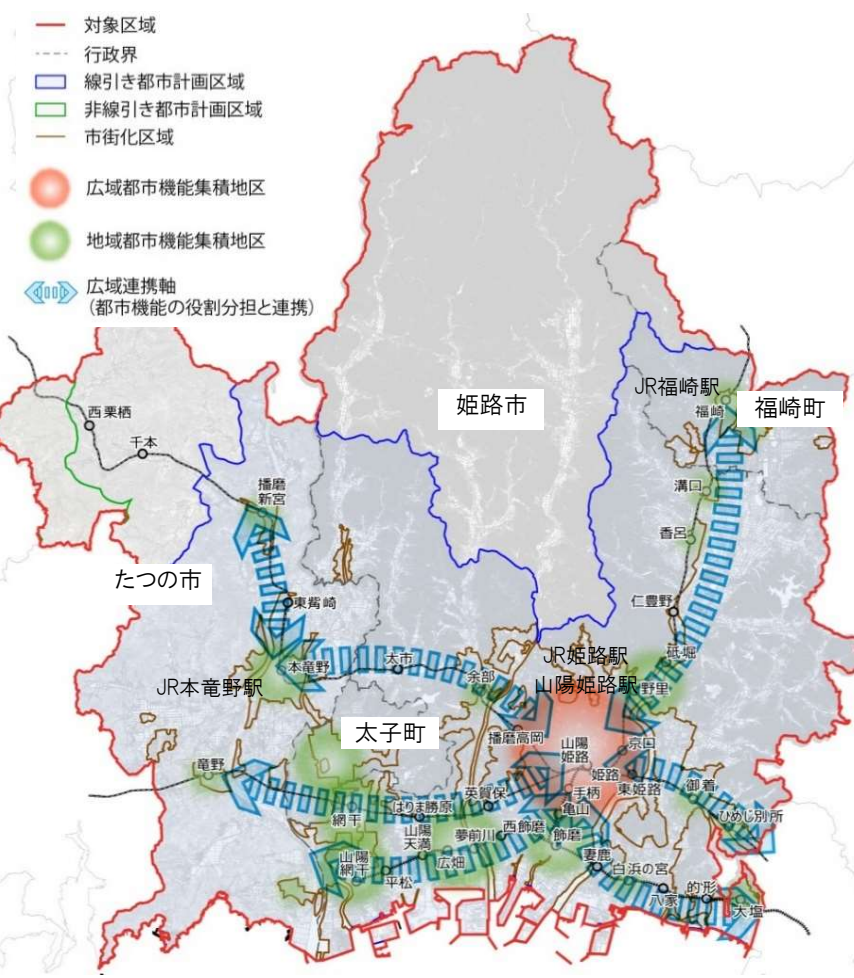 対象区域
行政界
線引き都市計画区域
非線引き都市計画区域
市街化区域
広域都市機能集積地区
地域都市機能集積地区
広域連携軸
(都市機能の役割分担と連携)
姫路市
JR福崎駅
福崎
福崎町
西栗栖
千本
溝口
播磨
新宮
香呂
たつの市
東觜崎
仁豊野
砥堀
JR姫路駅
山陽姫路駅
野里
本竜野
太市
余部
JR本竜野駅
太子町
播磨高岡
山陽
姫路
京口
竜野
姫路
東姫路
御着
手柄
英賀保
はりま勝原
網干
亀山
ひめじ別所
山陽
天満
夢前川
西飾磨
飾磨
広畑
山陽
網干
平松
妻鹿
白浜の宮
八家
的形
大塩